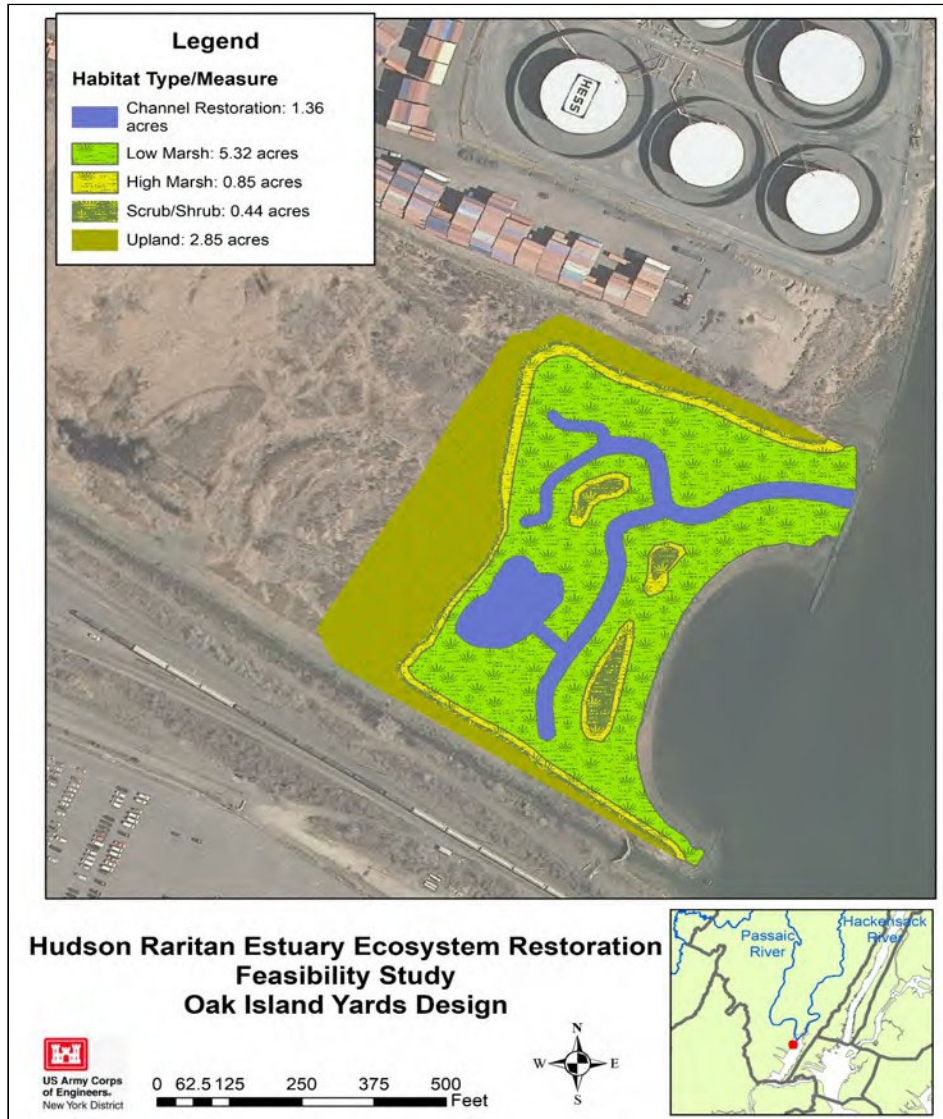 Legend
Habitat Type/Measure
Channel Restoration: 1.36
acres
Low Marsh: 5.32 acres
High Marsh: 0.85 acres
Scrub/Shrub: 0.44 acres
Upland: 2.85 acres
HESS
Hudson Raritan Estuary Ecosystem Restoration
Feasibility Study
Oak Island Yards Design
US Army Corps
of Engineers®
New York District
0 62.5 125 250 375 500
Feet
N
W E
S
Passaic
River
Hackensack
River